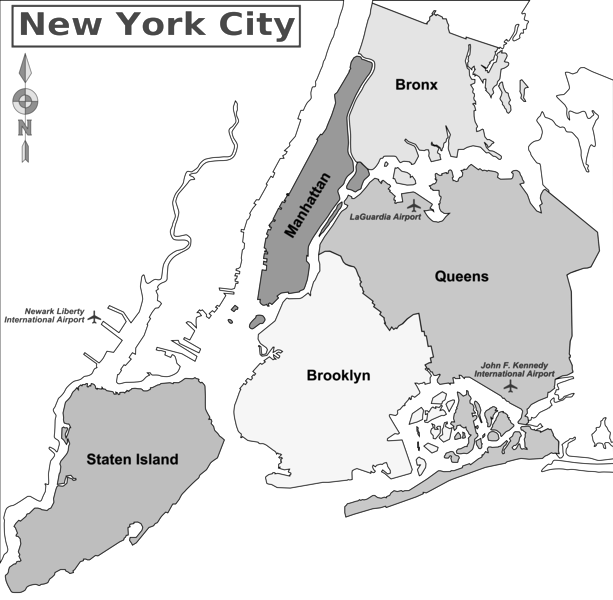 New York City
N
Bronx
Manhattan
LaGuardia Airport
Queens
Newark Liberty
International Airport
John F. Kennedy
International Airport
Brooklyn
Staten Island